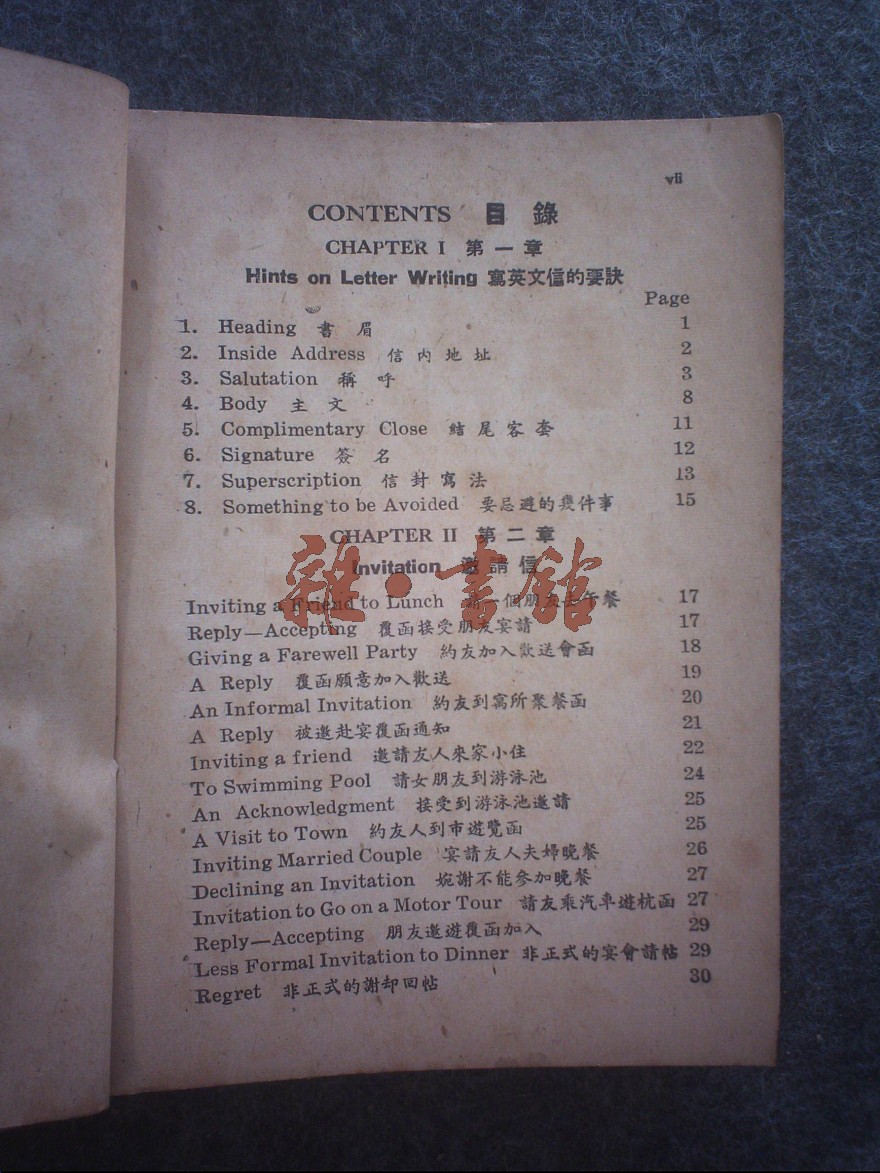 vii
CONTENTS 目錄
CHAPTER I 第一章
Hints on Letter Writing 寫英文信的要訣
Page
1. Heading 書眉 1
2. Inside Address 信內地址 2
3. Salutation 稱呼 3
4. Body 主文 8
5. Complimentary Close 結尾客套 11
6. Signature 簽名 12
7. Superscription 信封寫法 13
8. Something to be Avoided 要忌避的幾件事 15
CHAPTER II 第二章
Invitation 邀請信
雜·書館
Inviting a Friend to Lunch 請一個朋友去午餐 17
Reply—Accepting 覆函接受朋友宴請 17
Giving a Farewell Party 約友加入歡送會函 18
A Reply 覆函願意加入歡送 19
An Informal Invitation 約友到寓所聚餐函 20
A Reply 被邀赴宴覆函通知 21
Inviting a friend 邀請友人來家小住 22
To Swimming Pool 請女朋友到游泳池 24
An Acknowledgment 接受到游泳池邀請 25
A Visit to Town 約友人到市遊覽函 25
Inviting Married Couple 宴請友人夫婦晚餐 26
Declining an Invitation 婉謝不能參加晚餐 27
Invitation to Go on a Motor Tour 請友乘汽車遊杭函 27
Reply—Accepting 朋友邀遊覆函加入 29
Less Formal Invitation to Dinner 非正式的宴會請帖 29
Regret 非正式的謝却回帖 30